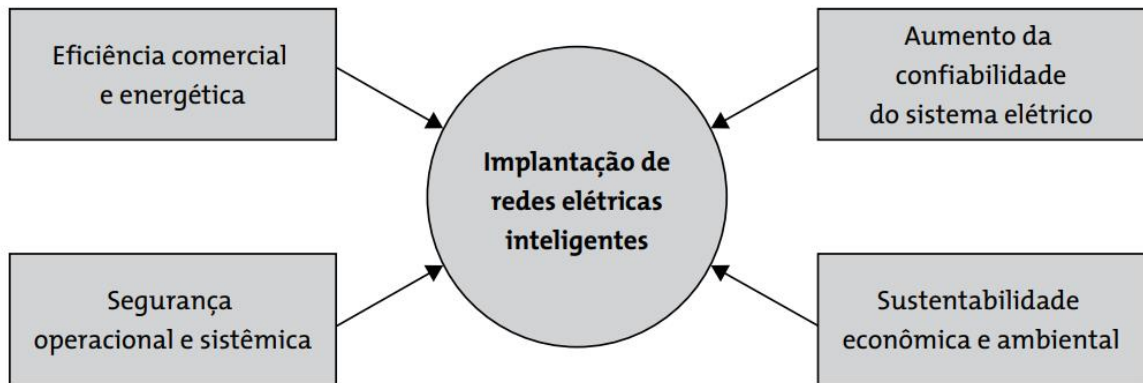 Eficiência comercial
e energética
Aumento da
confiabilidade
do sistema elétrico
Implantação de
redes elétricas
inteligentes
Segurança
operacional e sistêmica
Sustentabilidade
econômica e ambiental